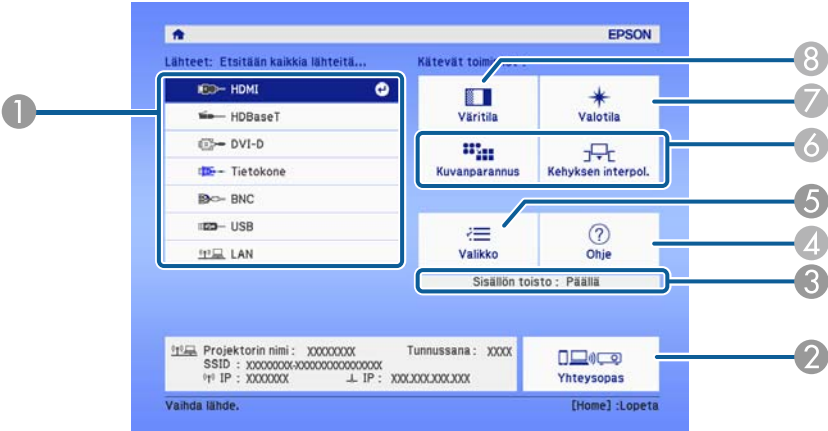 EPSON
Lähteet: Etsitään kaikkia lähteitä...
HDMI
HDBaseT
DVI-D
Tietokone
BNC
USB
LAN
Kätevät
Väritila
Valotila
Kuvanparannus
Kehyksen interpol.
Valikko
Ohje
Sisällön toisto : Päällä
Projektorin nimi : XXXXXXXX
Tunnussana : XXXX
SSID : XXXXXXXX-XXXXXXXXXXXXXXXX
IP : XXXXXXX
IP : XXX.XXX.XXX.XXX
Yhteysopas
Vaihda lähde.
[Home] :Lopeta
1
8
7
6
5
4
3
2